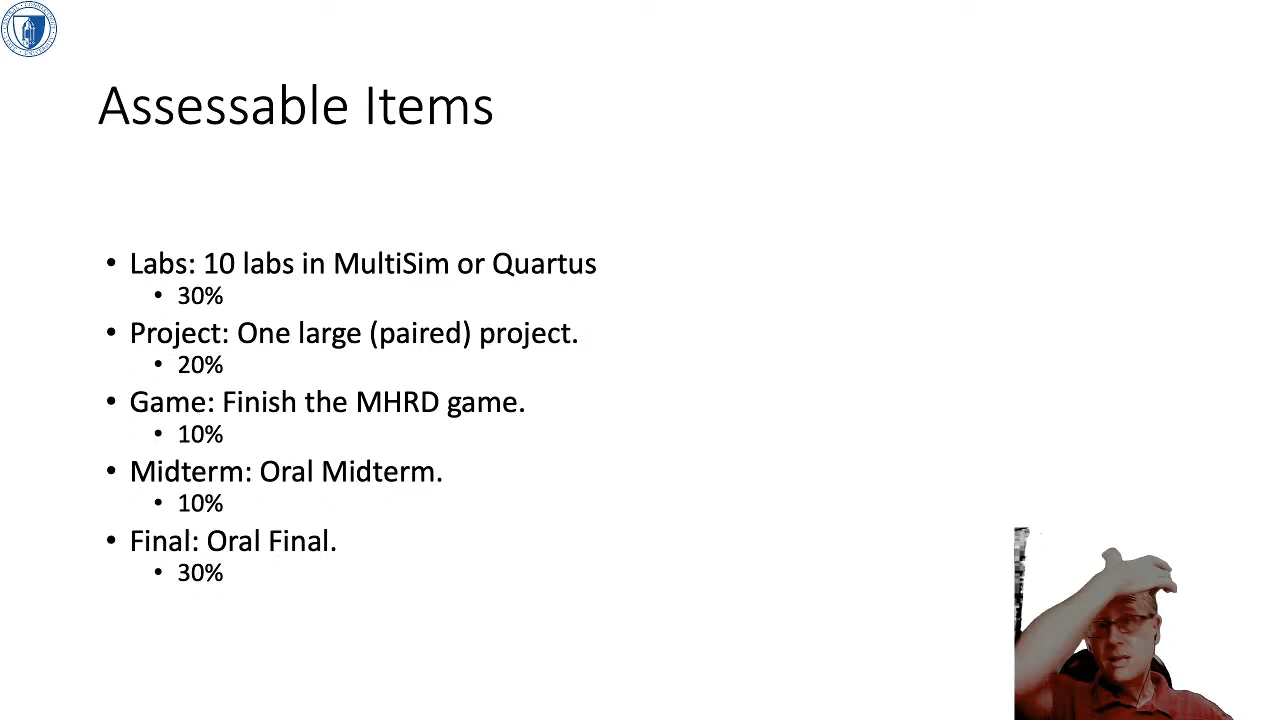 Assessable Items
• Labs: 10 labs in MultiSim or Quartus
• 30%
• Project: One large (paired) project.
• 20%
• Game: Finish the MHRD game.
• 10%
• Midterm: Oral Midterm.
• 10%
• Final: Oral Final.
• 30%